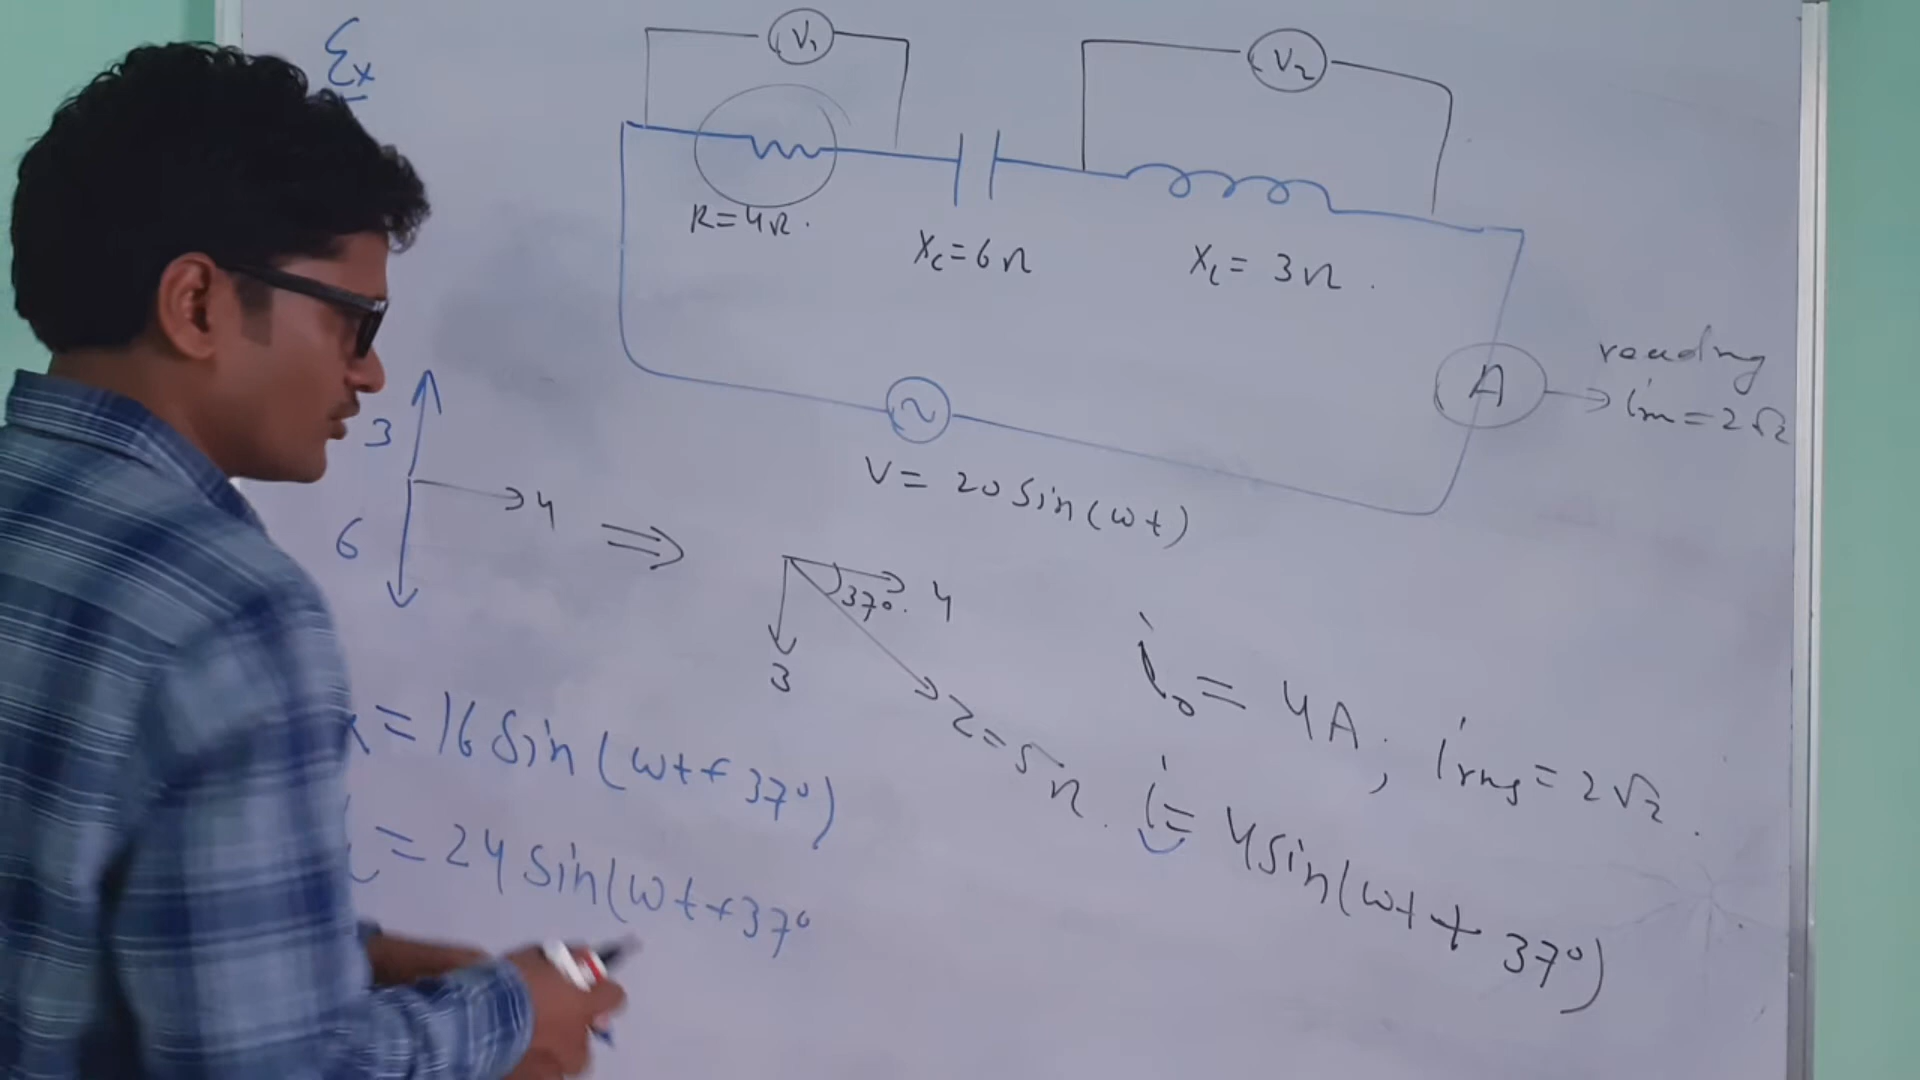 Ex
V₁
V₂
R=4Ω.
Xc=6Ω
XL= 3Ω.
A
reading
im=2√2
V= 20 Sin(ωt)
3
6
4
37°. 4
3
Z=5Ω.
i₀= 4A; irms=2√2.
i= 4Sin(ωt+ 37°)
=16 Sin(ωt+37°)
=24 Sin(ωt+37°